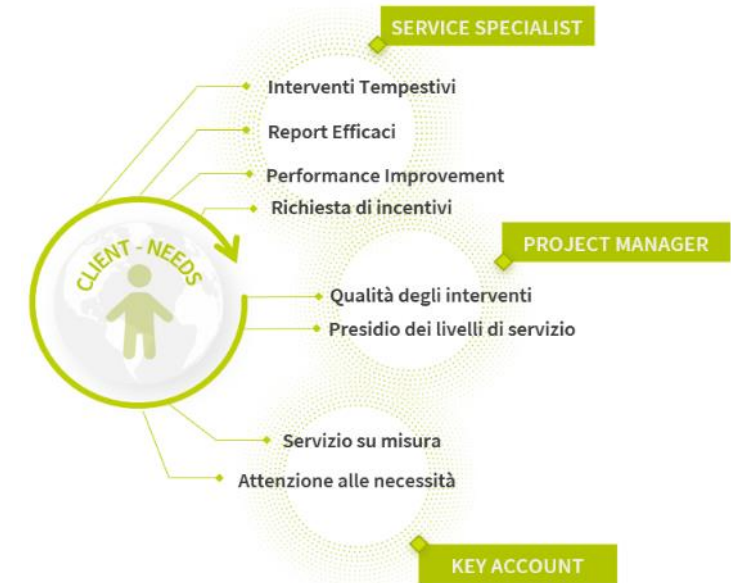 SERVICE SPECIALIST
Interventi Tempestivi
Report Efficaci
Performance Improvement
Richiesta di incentivi
CLIENT - NEEDS
PROJECT MANAGER
Qualità degli interventi
Presidio dei livelli di servizio
Servizio su misura
Attenzione alle necessità
KEY ACCOUNT